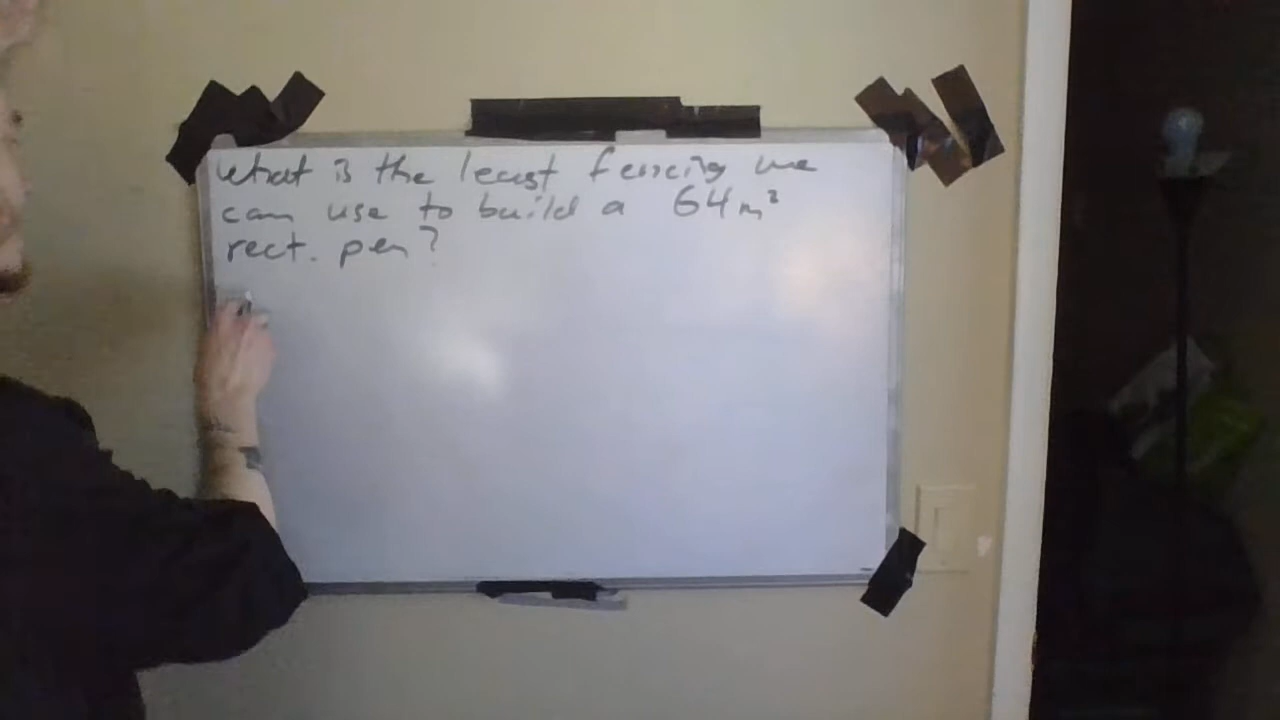 What is the least fencing we
can use to build a 64m²
rect. pen?